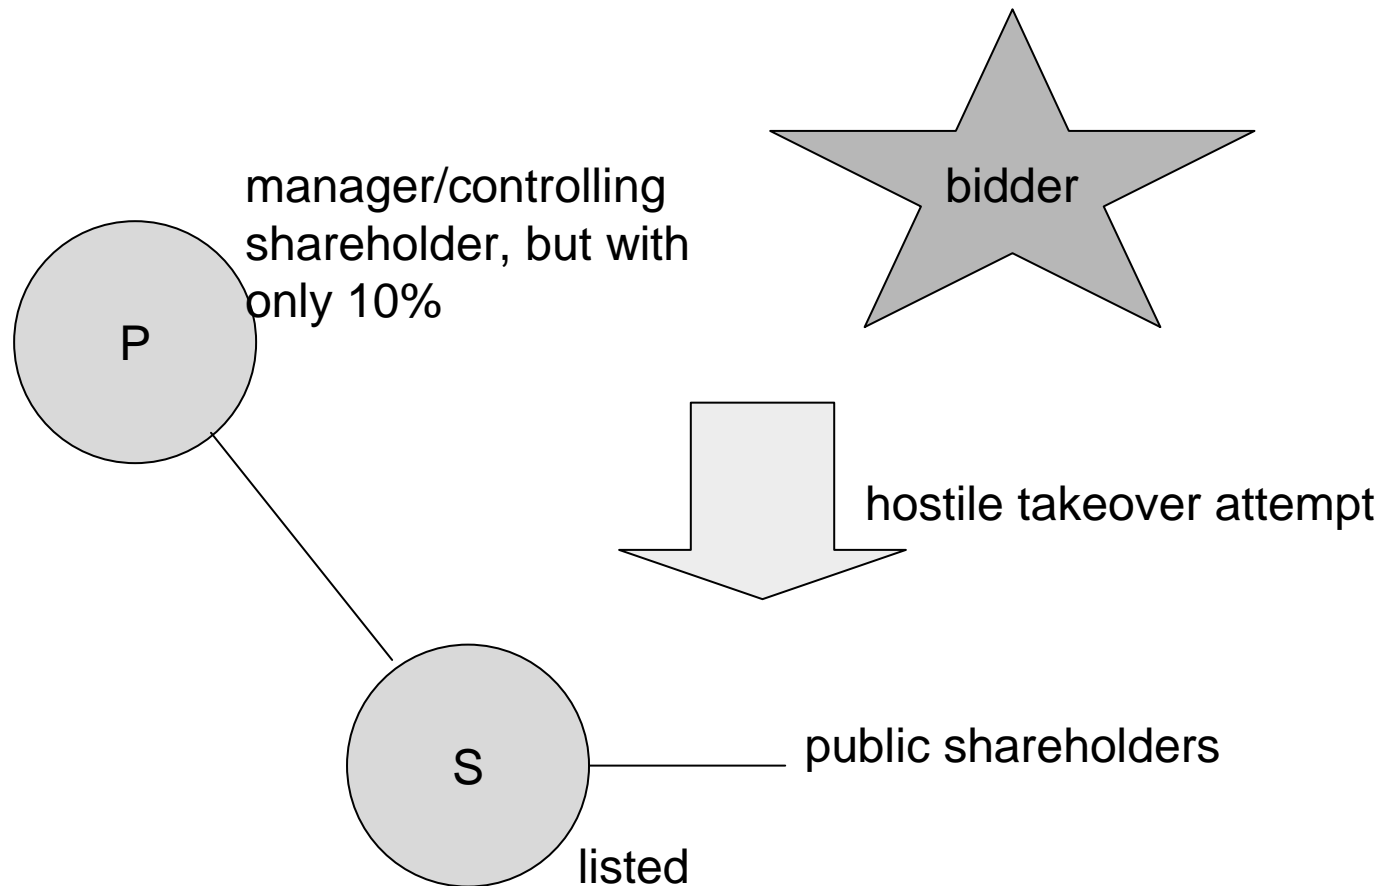 bidder
manager/controlling
shareholder, but with
only 10%
P
hostile takeover attempt
public shareholders
S
listed